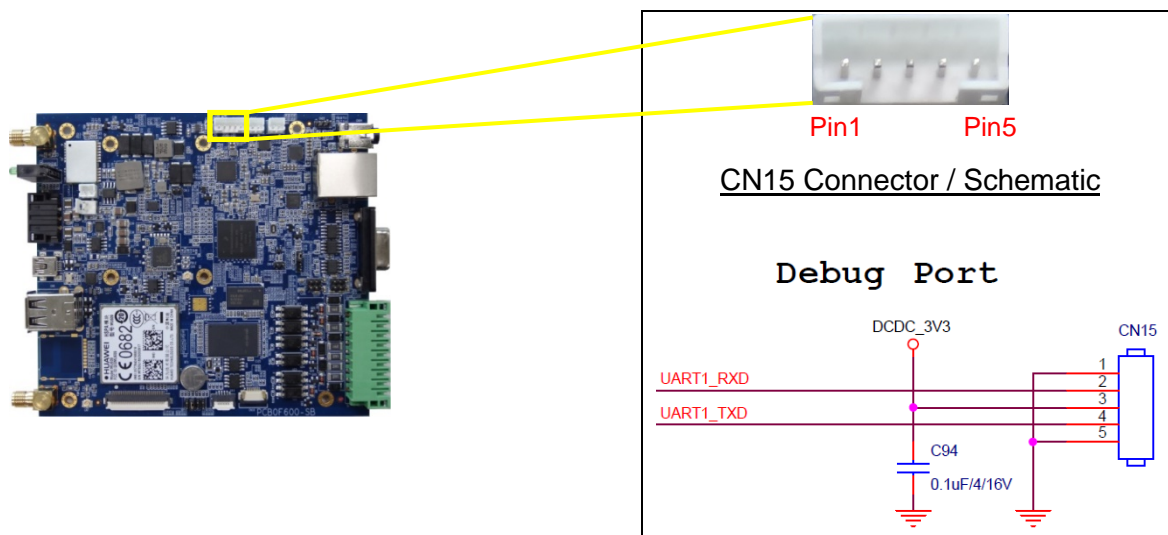 Pin1
Pin5
CN15 Connector / Schematic
Debug Port
DCDC_3V3
CN15
UART1_RXD
UART1_TXD
1
2
3
4
5
C94
0.1uF/4/16V
HUAWEI
CE0682
PCB0F600-SB